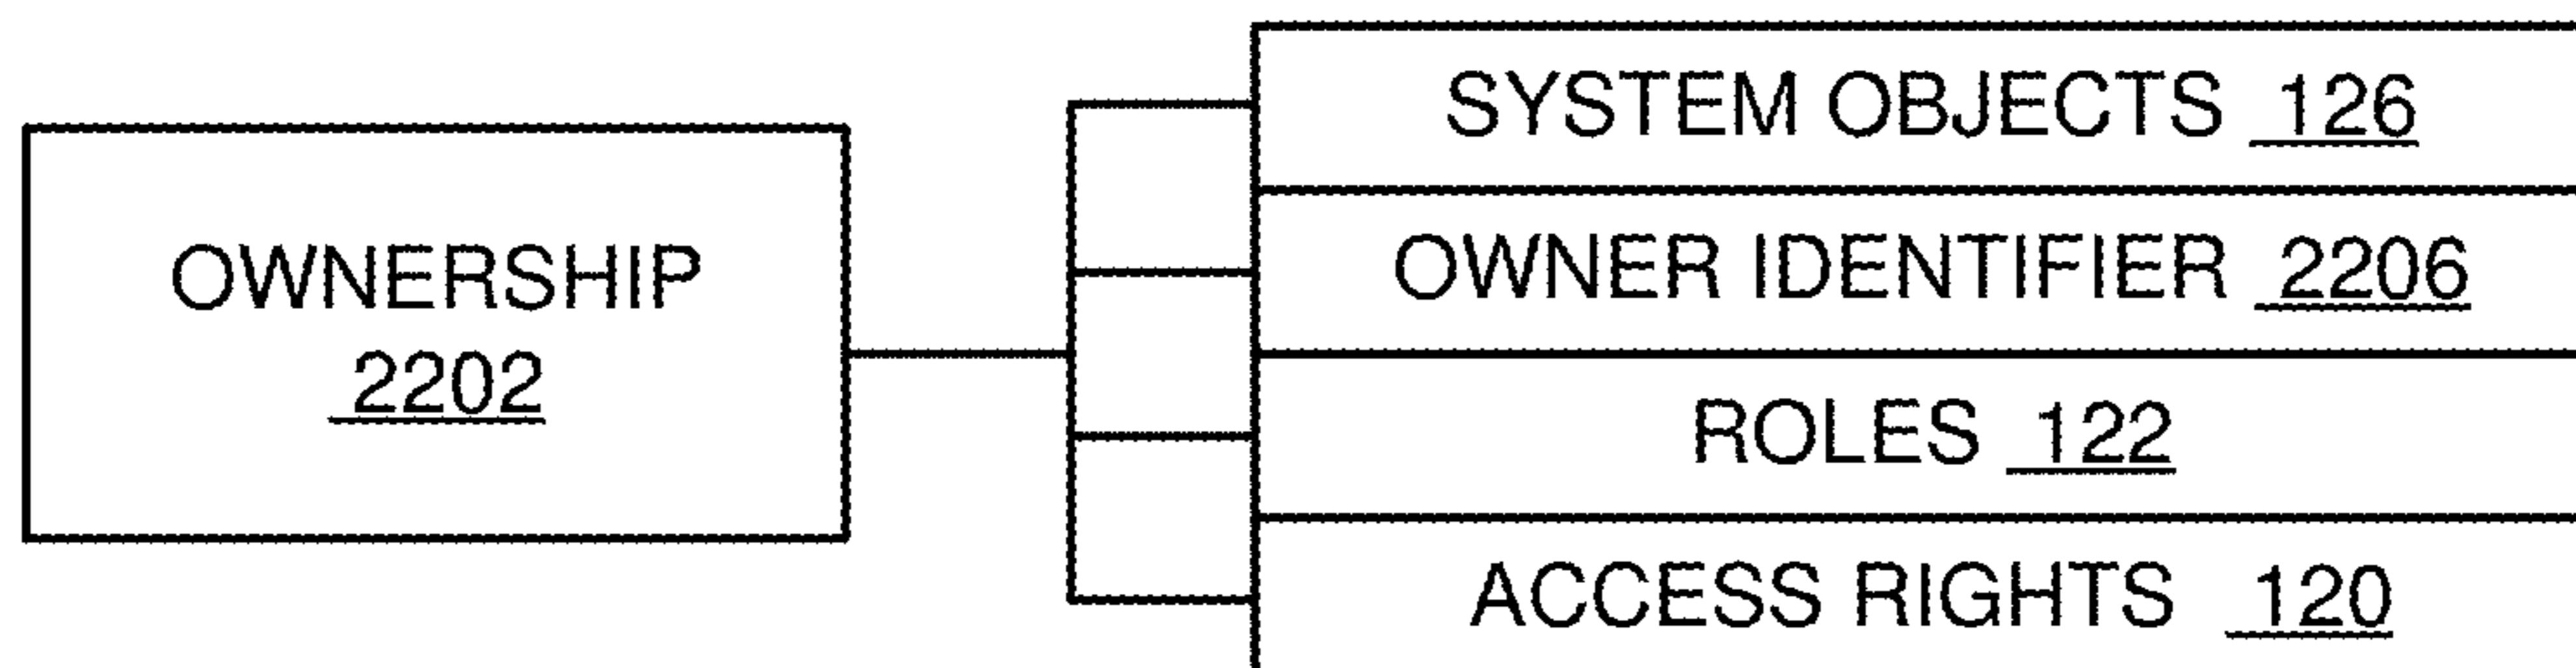 OWNERSHIP
2202
SYSTEM OBJECTS 126
OWNER IDENTIFIER 2206
ROLES 122
ACCESS RIGHTS 120